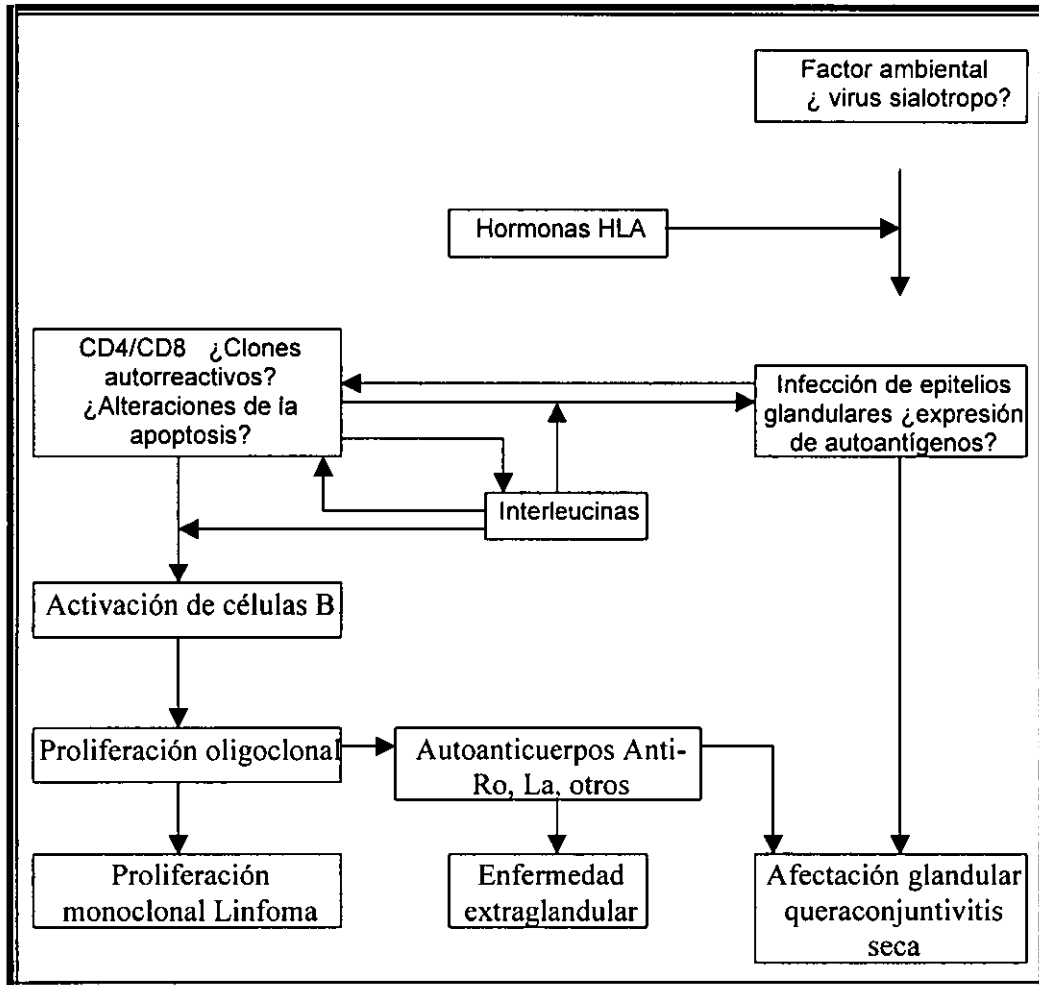 Factor ambiental
¿ virus sialotropo?
Hormonas HLA
CD4/CD8 ¿Clones
autorreactivos?
¿Alteraciones de la
apoptosis?
Infección de epitelios
glandulares ¿expresión
de autoantígenos?
Interleucinas
Activación de células B
Proliferación oligoclonal
Autoanticuerpos Anti-
Ro, La, otros
Proliferación
monoclonal Linfoma
Enfermedad
extraglandular
Afectación glandular
queraconjuntivitis
seca